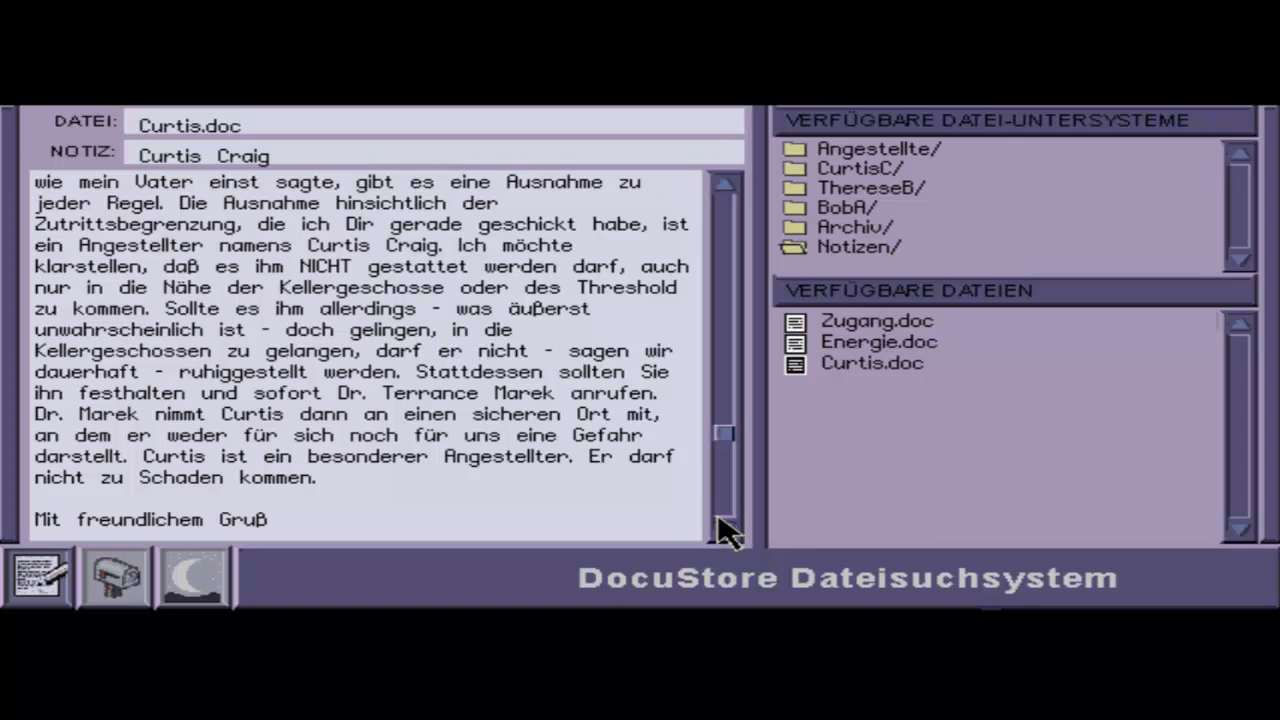 DATEI: Curtis.doc
NOTIZ: Curtis Craig
wie mein Vater einst sagte, gibt es eine Ausnahme zu
jeder Regel. Die Ausnahme hinsichtlich der
Zutrittsbegrenzung, die ich Dir gerade geschickt habe, ist
ein Angestellter namens Curtis Craig. Ich möchte
klarstellen, daß es ihm NICHT gestattet werden darf, auch
nur in die Nähe der Kellergeschosse oder des Threshold
zu kommen. Sollte es ihm allerdings - was äußerst
unwahrscheinlich ist - doch gelingen, in die
Kellergeschossen zu gelangen, darf er nicht - sagen wir
dauerhaft - ruhiggestellt werden. Stattdessen sollten Sie
ihn festhalten und sofort Dr. Terrance Marek anrufen.
Dr. Marek nimmt Curtis dann an einen sicheren Ort mit,
an dem er weder für sich noch für uns eine Gefahr
darstellt. Curtis ist ein besonderer Angestellter. Er darf
nicht zu Schaden kommen.
Mit freundlichem Gruß
VERFÜGBARE DATEI-UNTERSYSTEME
Angestellte/
CurtisC/
ThereseB/
BobA/
Archiv/
Notizen/
VERFÜGBARE DATEIEN
Zugang.doc
Energie.doc
Curtis.doc
DocuStore Dateisuchsystem